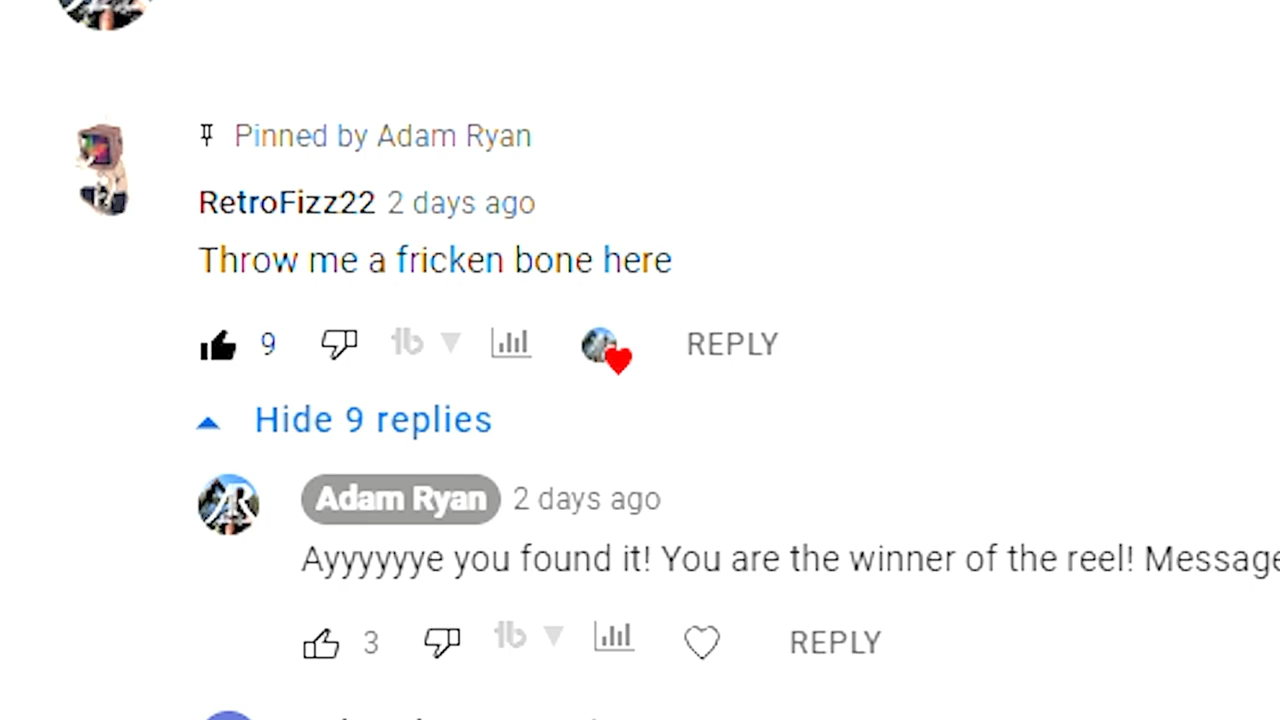 Pinned by Adam Ryan
RetroFizz22 2 days ago
Throw me a fricken bone here
9 REPLY
Hide 9 replies
Adam Ryan 2 days ago
Ayyyyyye you found it! You are the winner of the reel! Message
3 REPLY